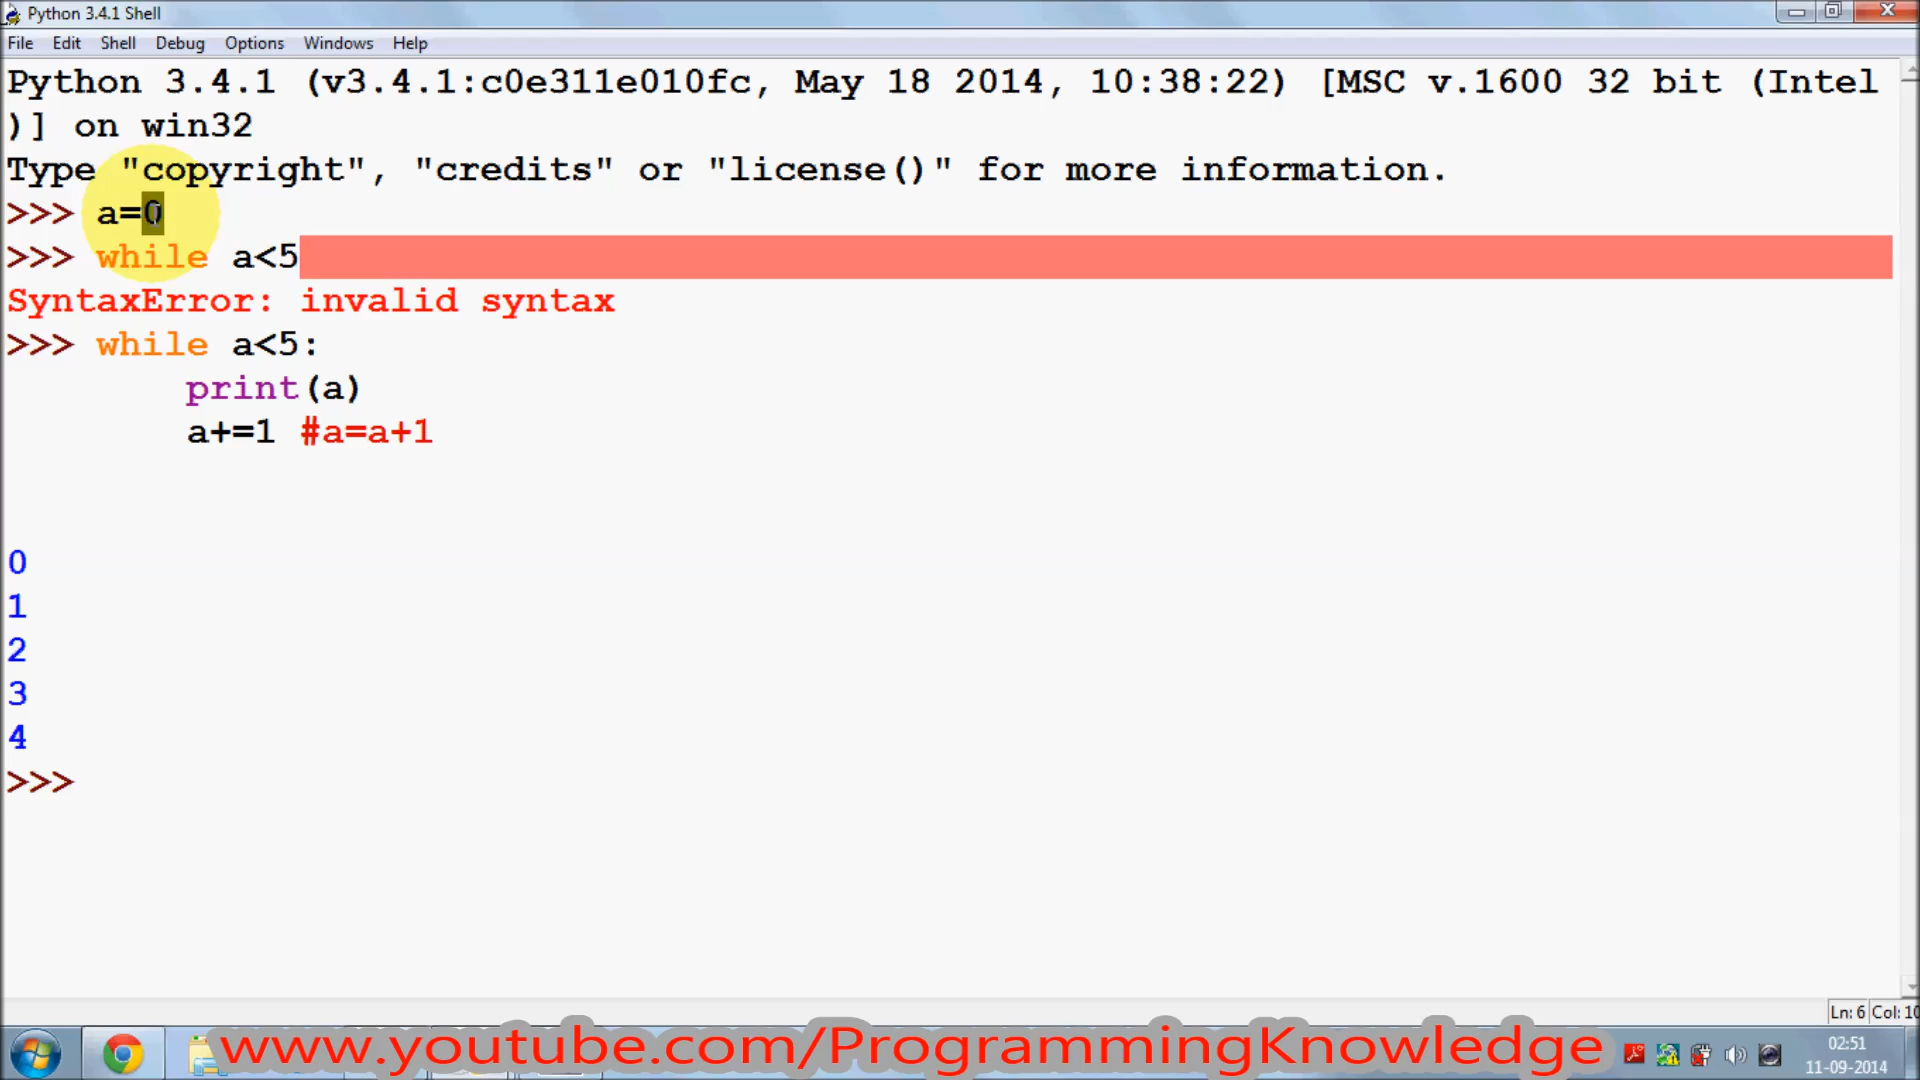 Python 3.4.1 Shell
File Edit Shell Debug Options Windows Help
Python 3.4.1 (v3.4.1:c0e311e010fc, May 18 2014, 10:38:22) [MSC v.1600 32 bit (Intel
)] on win32
Type "copyright", "credits" or "license()" for more information.
>>> a=0
>>> while a<5
SyntaxError: invalid syntax
>>> while a<5:
print(a)
a+=1 #a=a+1
0
1
2
3
4
>>>
Ln: 6 Col: 10
www.youtube.com/ProgrammingKnowledge
02:51
11-09-2014